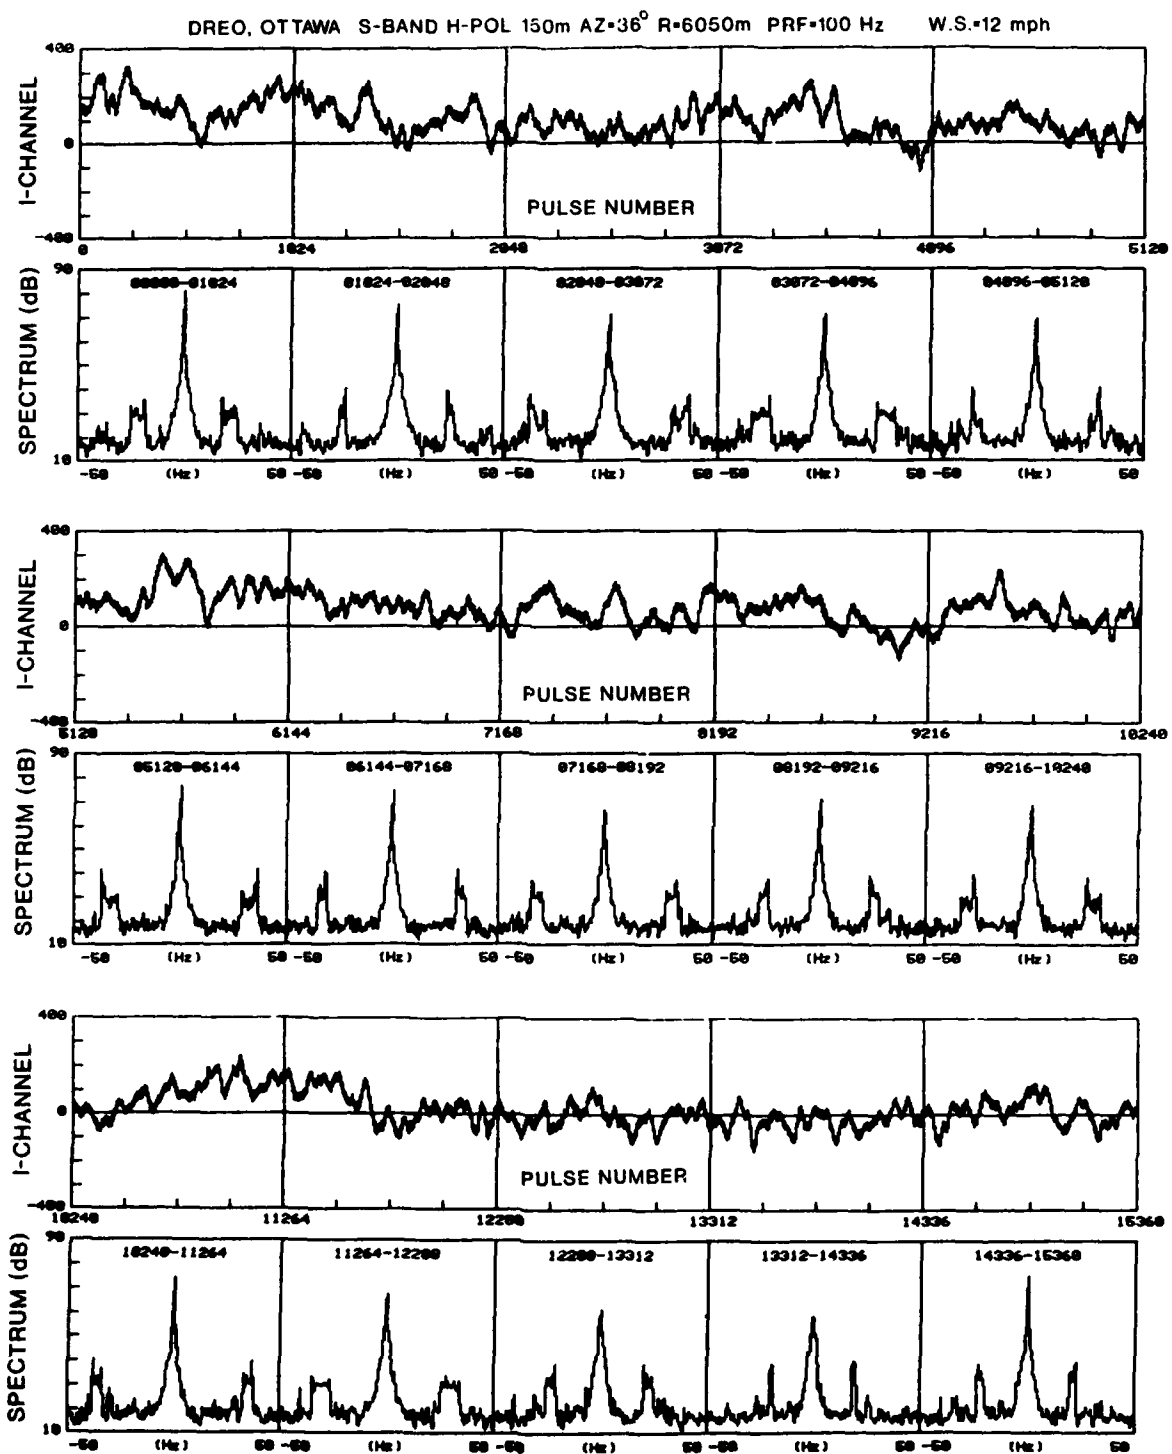 DREO, OTTAWA S-BAND H-POL 150m AZ=36° R=6050m PRF=100 Hz W.S.=12 mph
I-CHANNEL
400
0
-400
PULSE NUMBER
0 1024 2048 3072 4096 5120
SPECTRUM (dB)
90
10
00000-01024 01024-02048 02048-03072 03072-04096 04096-05120
-50 (Hz) 50 -50 (Hz) 50 -50 (Hz) 50 -50 (Hz) 50 -50 (Hz) 50
I-CHANNEL
400
0
-400
PULSE NUMBER
5120 6144 7168 8192 9216 10240
SPECTRUM (dB)
90
10
05120-06144 06144-07168 07168-08192 08192-09216 09216-10240
-50 (Hz) 50 -50 (Hz) 50 -50 (Hz) 50 -50 (Hz) 50 -50 (Hz) 50
I-CHANNEL
400
0
-400
PULSE NUMBER
10240 11264 12288 13312 14336 15360
SPECTRUM (dB)
90
10
10240-11264 11264-12288 12288-13312 13312-14336 14336-15360
-50 (Hz) 50 -50 (Hz) 50 -50 (Hz) 50 -50 (Hz) 50 -50 (Hz) 50